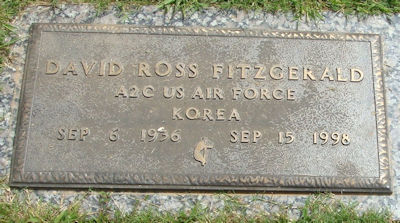 DAVID ROSS FITZGERALD
A2C US AIR FORCE
KOREA
SEP 6 1936 SEP 15 1998